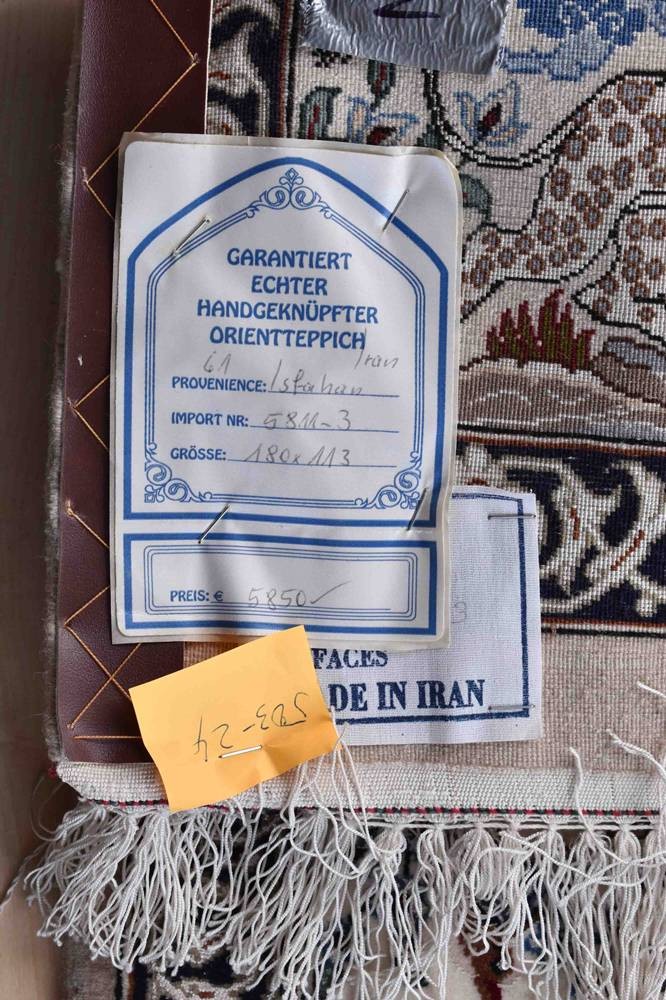 GARANTIERT
ECHTER
HANDGEKNÜPFTER
ORIENTTEPPICH
61 Iran
PROVENIENCE: Isfahan
IMPORT NR: 5811-3
GRÖSSE: 180x113
PREIS: € 5850
FACES
DE IN IRAN
503-24